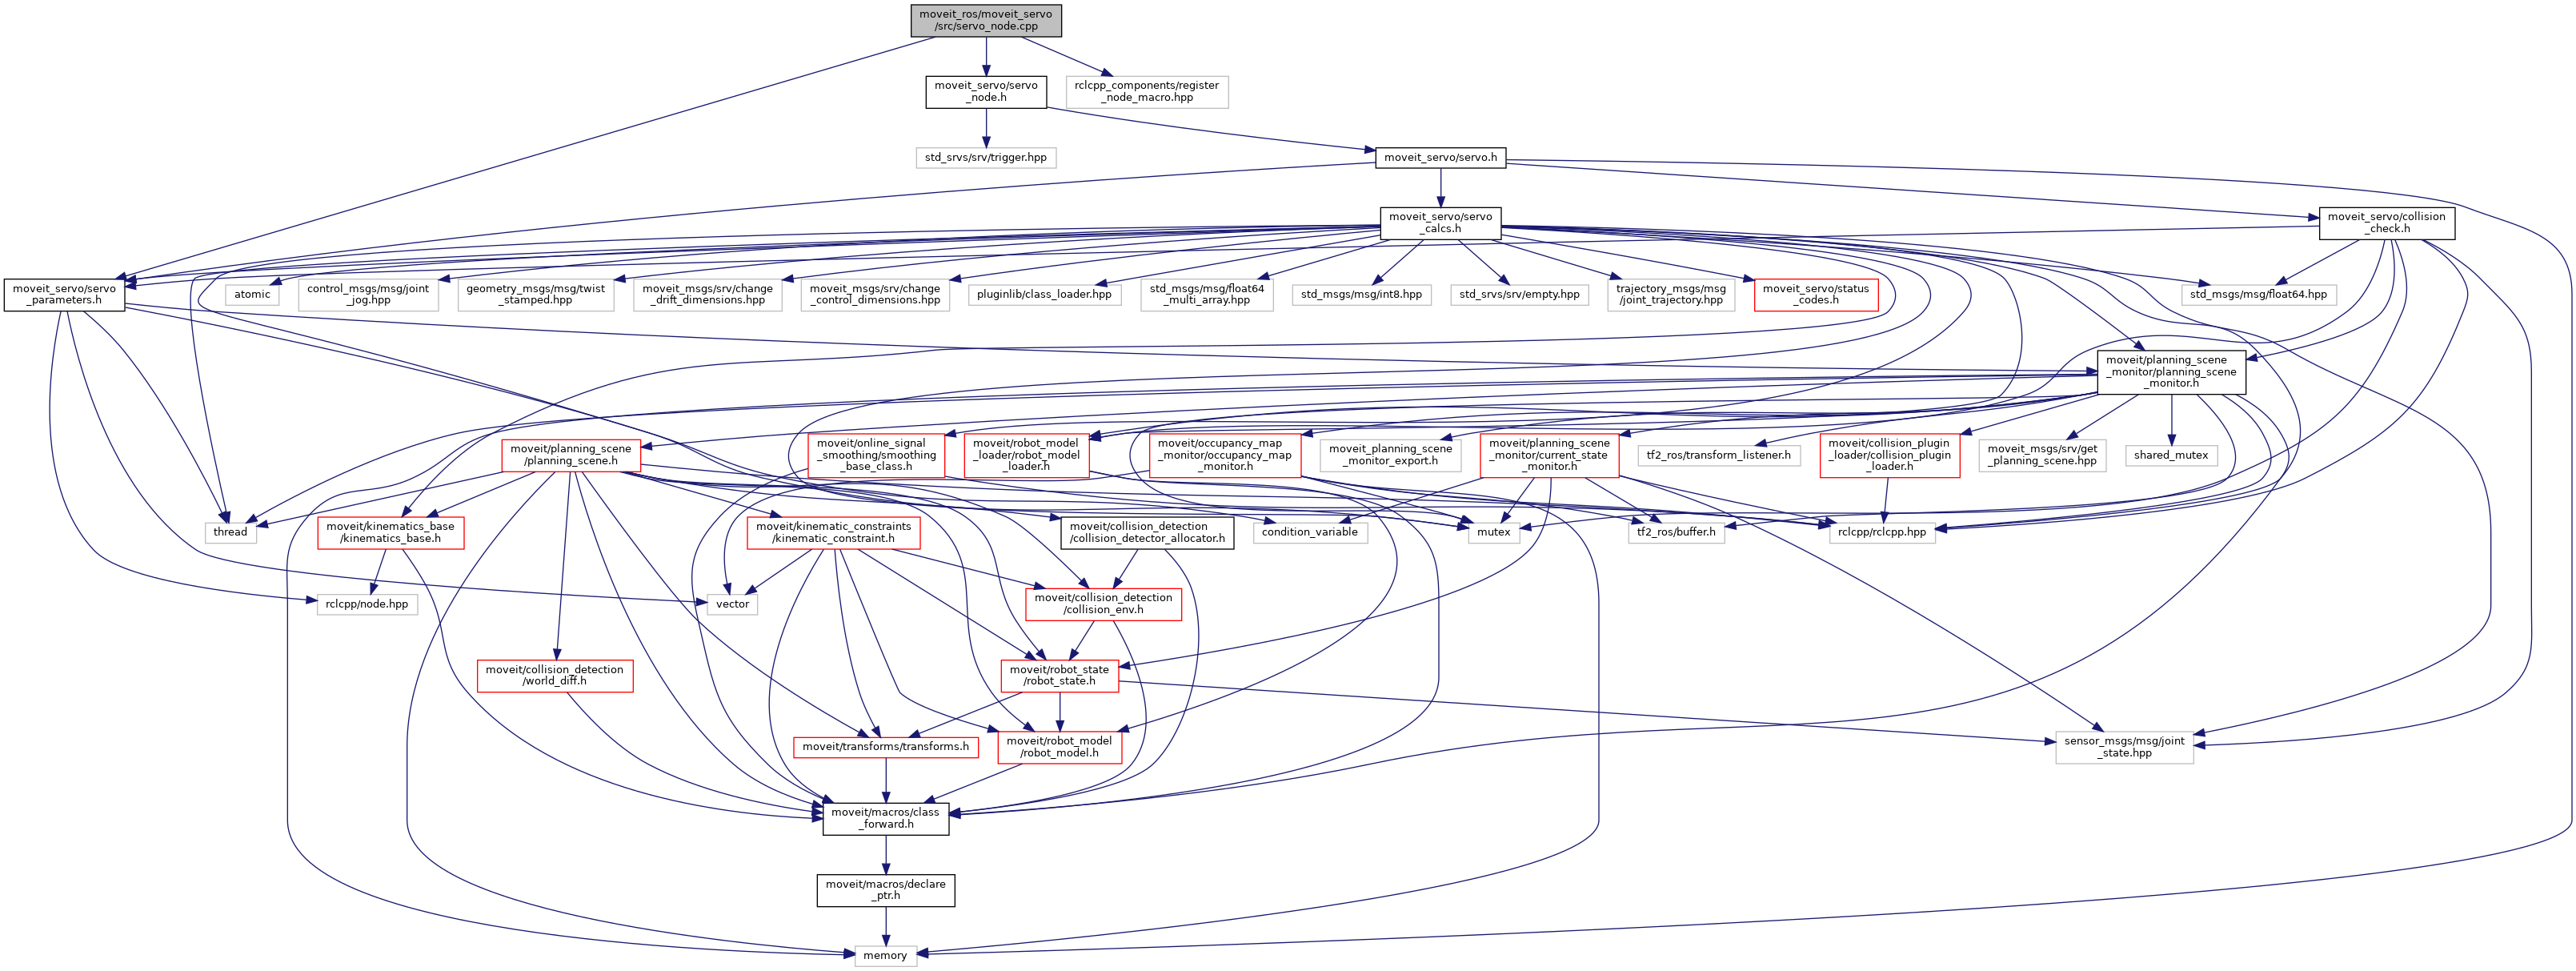 moveit_ros/moveit_servo
/src/servo_node.cpp
moveit_servo/servo
_node.h
rclcpp_components/register
_node_macro.hpp
std_srvs/srv/trigger.hpp
moveit_servo/servo.h
moveit_servo/servo
_calcs.h
moveit_servo/collision
_check.h
moveit_servo/servo
_parameters.h
atomic
control_msgs/msg/joint
_jog.hpp
geometry_msgs/msg/twist
_stamped.hpp
moveit_msgs/srv/change
_drift_dimensions.hpp
moveit_msgs/srv/change
_control_dimensions.hpp
pluginlib/class_loader.hpp
std_msgs/msg/float64
_multi_array.hpp
std_msgs/msg/int8.hpp
std_srvs/srv/empty.hpp
trajectory_msgs/msg
/joint_trajectory.hpp
moveit_servo/status
_codes.h
std_msgs/msg/float64.hpp
moveit/planning_scene
_monitor/planning_scene
_monitor.h
moveit/planning_scene
/planning_scene.h
moveit/online_signal
_smoothing/smoothing
_base_class.h
moveit/robot_model
_loader/robot_model
_loader.h
moveit/occupancy_map
_monitor/occupancy_map
_monitor.h
moveit_planning_scene
_monitor_export.h
moveit/planning_scene
_monitor/current_state
_monitor.h
tf2_ros/transform_listener.h
moveit/collision_plugin
_loader/collision_plugin
_loader.h
moveit_msgs/srv/get
_planning_scene.hpp
shared_mutex
thread
moveit/kinematics_base
/kinematics_base.h
moveit/kinematic_constraints
/kinematic_constraint.h
moveit/collision_detection
/collision_detector_allocator.h
condition_variable
mutex
tf2_ros/buffer.h
rclcpp/rclcpp.hpp
rclcpp/node.hpp
vector
moveit/collision_detection
/collision_env.h
moveit/collision_detection
/world_diff.h
moveit/robot_state
/robot_state.h
moveit/transforms/transforms.h
moveit/robot_model
/robot_model.h
sensor_msgs/msg/joint
_state.hpp
moveit/macros/class
_forward.h
moveit/macros/declare
_ptr.h
memory